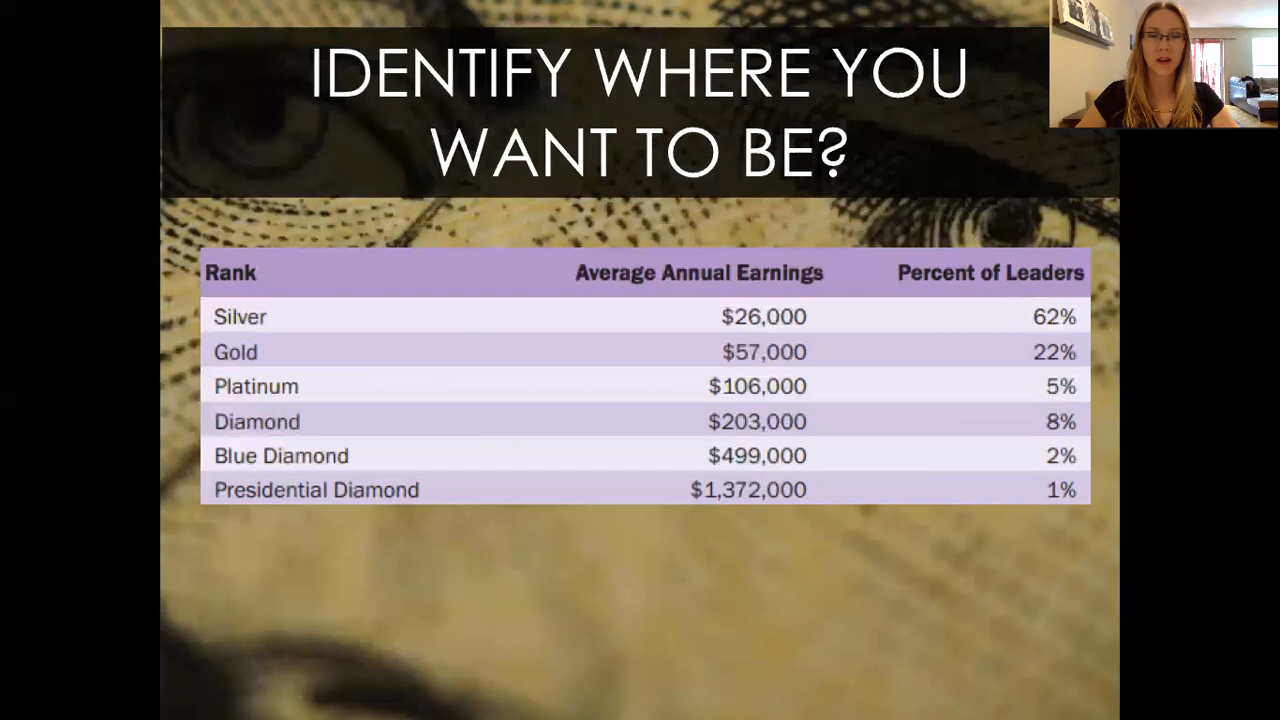 IDENTIFY WHERE YOU
WANT TO BE?
Rank Average Annual Earnings Percent of Leaders
Silver $26,000 62%
Gold $57,000 22%
Platinum $106,000 5%
Diamond $203,000 8%
Blue Diamond $499,000 2%
Presidential Diamond $1,372,000 1%